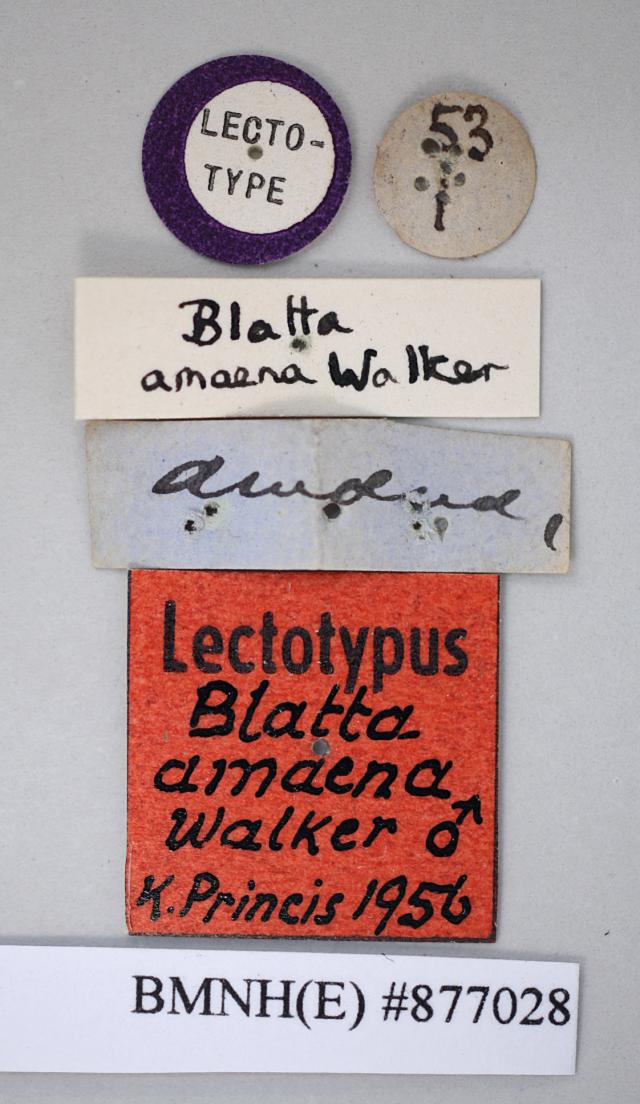 LECTO-
TYPE
53
1
Blatta
amaena Walker
Lectotypus
Blatta
amaena
Walker ♂
K. Princis 1956
BMNH(E) #877028